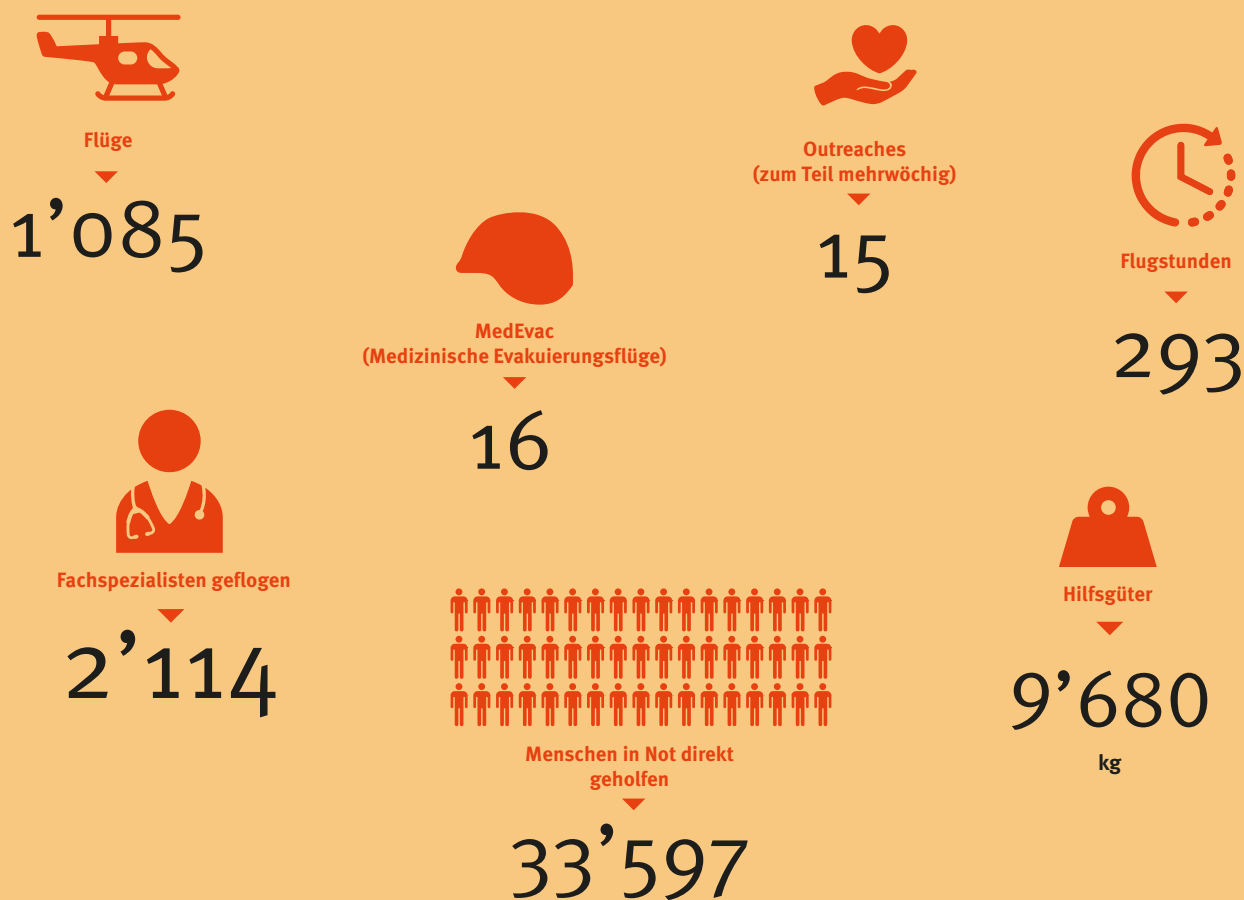 Flüge
1’085
Outreaches
(zum Teil mehrwöchig)
15
Flugstunden
293
MedEvac
(Medizinische Evakuierungsflüge)
16
Fachspezialisten geflogen
2’114
Menschen in Not direkt
geholfen
33’597
Hilfsgüter
9’680
kg